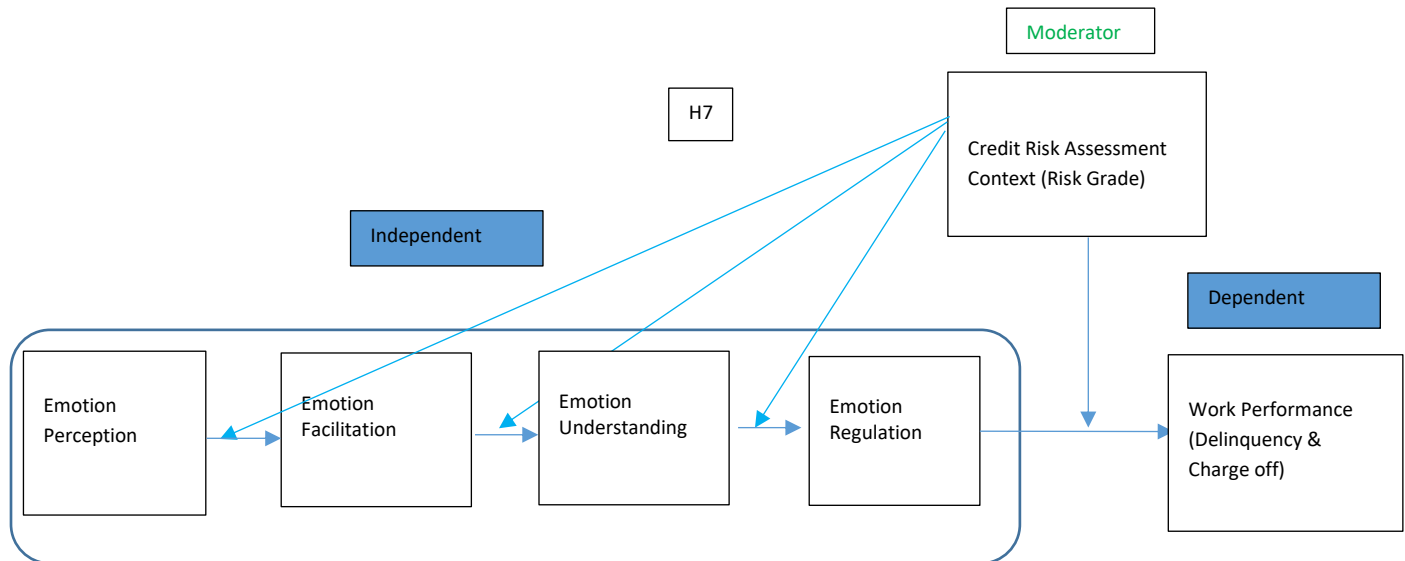 Moderator
H7
Credit Risk Assessment
Context (Risk Grade)
Independent
Dependent
Emotion
Perception
Emotion
Facilitation
Emotion
Understanding
Emotion
Regulation
Work Performance
(Delinquency &
Charge off)